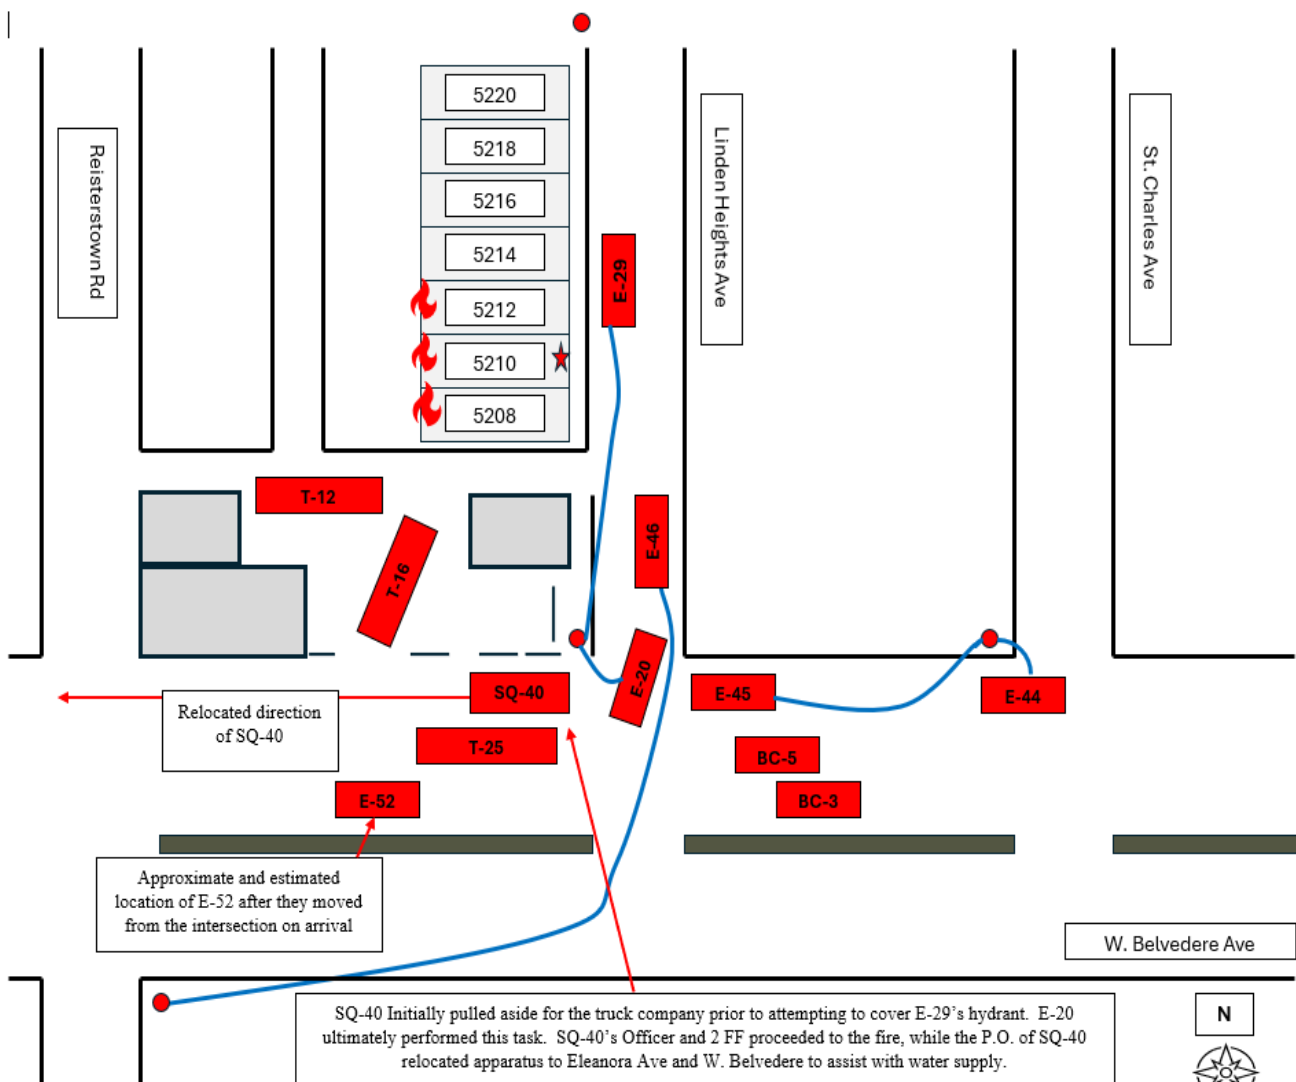 5220
5218
5216
5214
5212
5210
5208
Reisterstown Rd
Linden Heights Ave
St. Charles Ave
E-29
T-12
T-16
E-46
E-20
SQ-40
E-45
E-44
T-25
BC-5
E-52
BC-3
Relocated direction
of SQ-40
Approximate and estimated
location of E-52 after they moved
from the intersection on arrival
W. Belvedere Ave
SQ-40 Initially pulled aside for the truck company prior to attempting to cover E-29’s hydrant. E-20
ultimately performed this task. SQ-40’s Officer and 2 FF proceeded to the fire, while the P.O. of SQ-40
relocated apparatus to Eleanora Ave and W. Belvedere to assist with water supply.
N